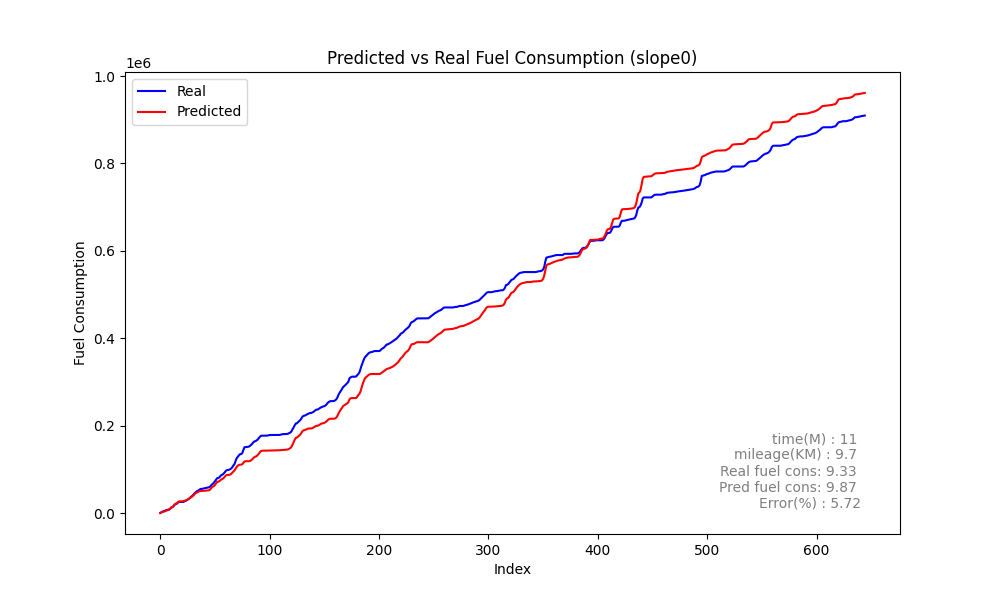 Predicted vs Real Fuel Consumption (slope0)
1e6
1.0
0.8
0.6
0.4
0.2
0.0
Fuel Consumption
Real
Predicted
time(M) : 11
mileage(KM) : 9.7
Real fuel cons: 9.33
Pred fuel cons: 9.87
Error(%) : 5.72
0 100 200 300 400 500 600
Index